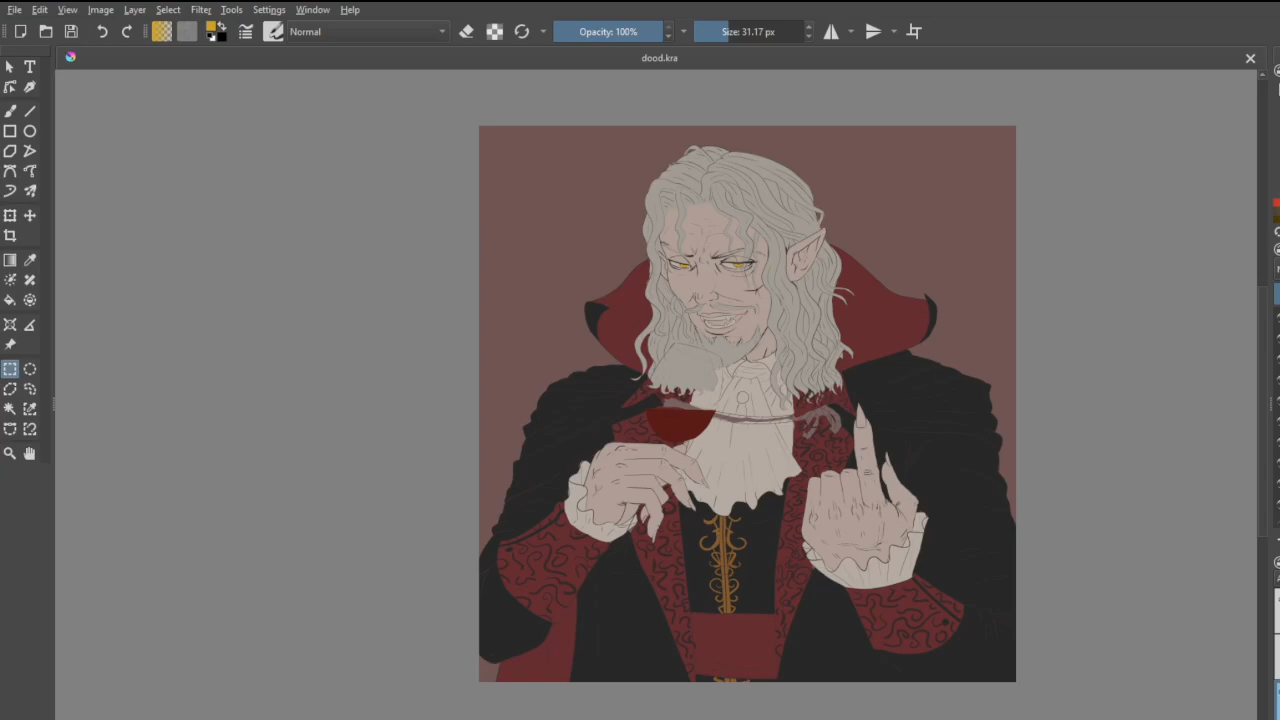 File Edit View Image Layer Select Filter Tools Settings Window Help
Normal Opacity: 100% Size: 31.17 px
dood.kra